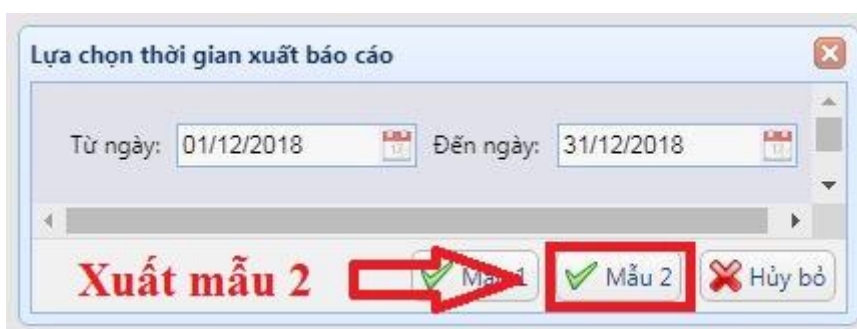 Lựa chọn thời gian xuất báo cáo
Từ ngày: 01/12/2018 Đến ngày: 31/12/2018
Xuất mẫu 2 1 Mẫu 2 Hủy bỏ